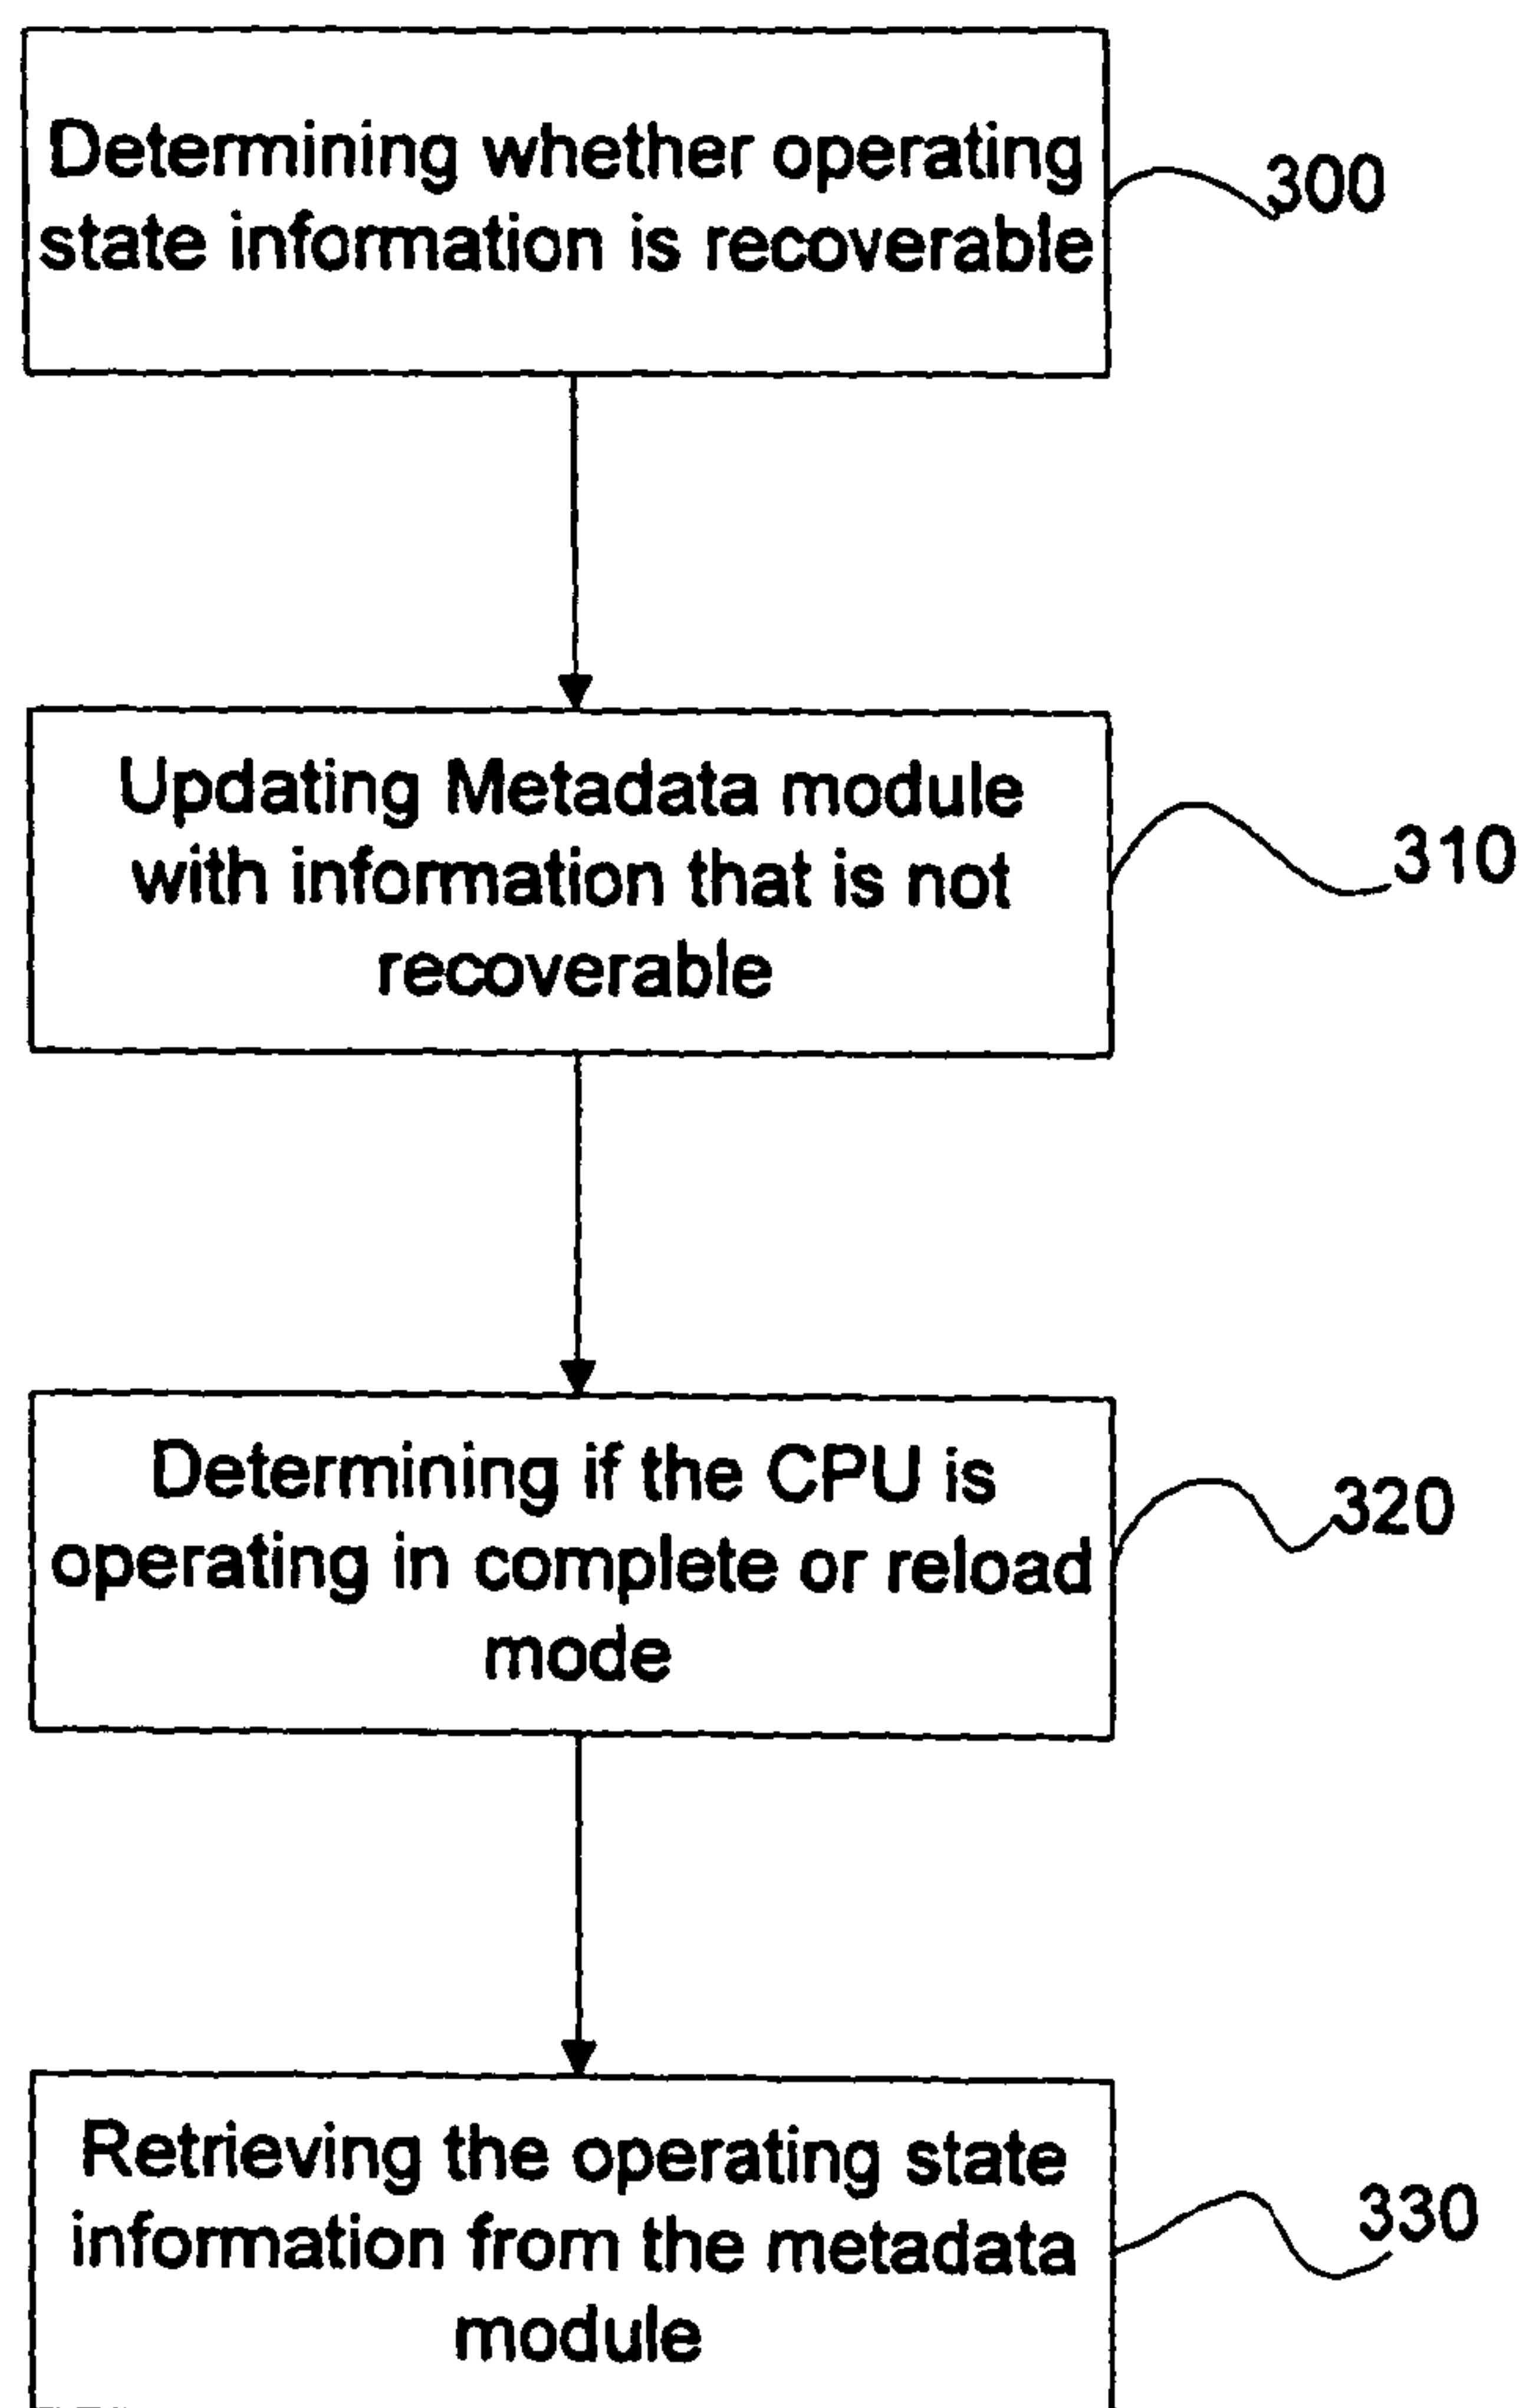 Determining whether operating
300
state information is recoverable
Updating Metadata module
with information that is not
310
recoverable
Determining if the CPU is
320
operating in complete or reload
mode
Retrieving the operating state
330
information from the metadata
module